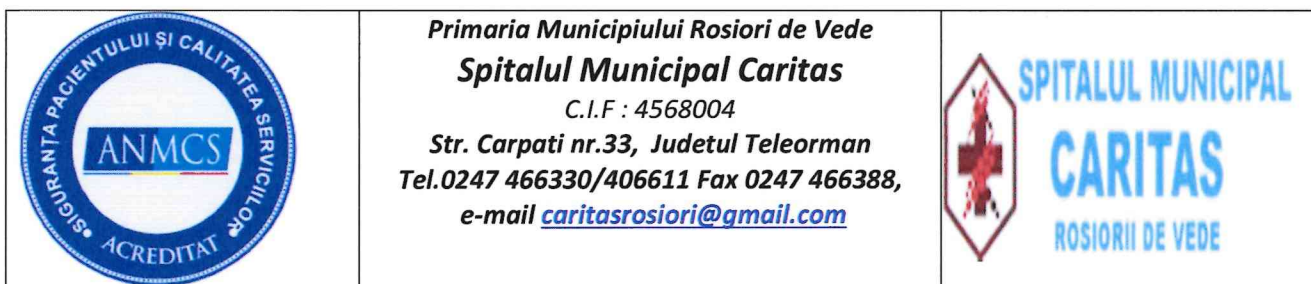 SIGURANȚA PACIENTULUI ȘI CALITATEA SERVICIILOR
ANMCS
ACREDITAT
Primaria Municipiului Rosiori de Vede
Spitalul Municipal Caritas
C.I.F : 4568004
Str. Carpati nr.33, Judetul Teleorman
Tel.0247 466330/406611 Fax 0247 466388,
e-mail caritasrosiori@gmail.com
SPITALUL MUNICIPAL
CARITAS
ROSIORII DE VEDE